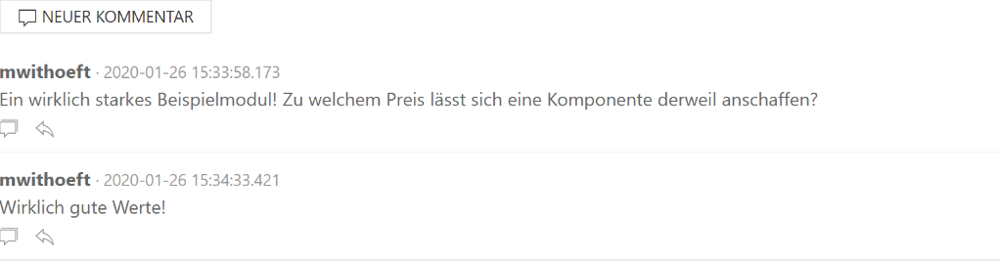 NEUER KOMMENTAR
mwithoeft · 2020-01-26 15:33:58.173
Ein wirklich starkes Beispielmodul! Zu welchem Preis lässt sich eine Komponente derweil anschaffen?
mwithoeft · 2020-01-26 15:34:33.421
Wirklich gute Werte!